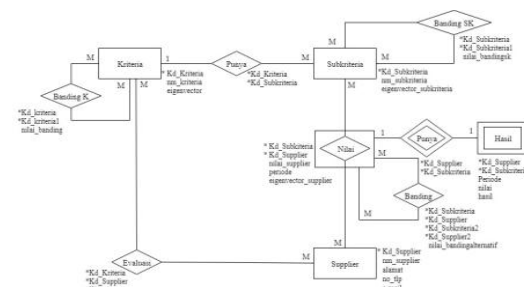 Banding SK
*Kd_Subkriteria
*Kd_Subkriteria1
nilai_bandingsk
M
M
M
Kriteria
1
Punya
M
Subkriteria
M
M
M
*Kd_Kriteria
nm_kriteria
eigenvector
*Kd_Kriteria
*Kd_Subkriteria
*Kd_Subkriteria
nm_subkriteria
eigenvector_subkriteria
M
Banding K
*Kd_kriteria
*Kd_kriteria1
nilai_banding
Nilai
1
Punya
1
Hasil
*Kd_Subkriteria
*Kd_Supplier
nilai_supplier
periode
eigenvector_supplier
M
*Kd_Supplier
*Kd_Subkriteria
*Kd_Supplier
Periode
nilai
hasil
Banding
M
*Kd_Subkriteria
*Kd_Supplier
*Kd_Subkriteria2
*Kd_Supplier2
nilai_bandingalternatif
M
Evaluasi
M
Supplier
*Kd_Kriteria
*Kd_Supplier
*Kd_Supplier
nm_supplier
alamat
no_tlp